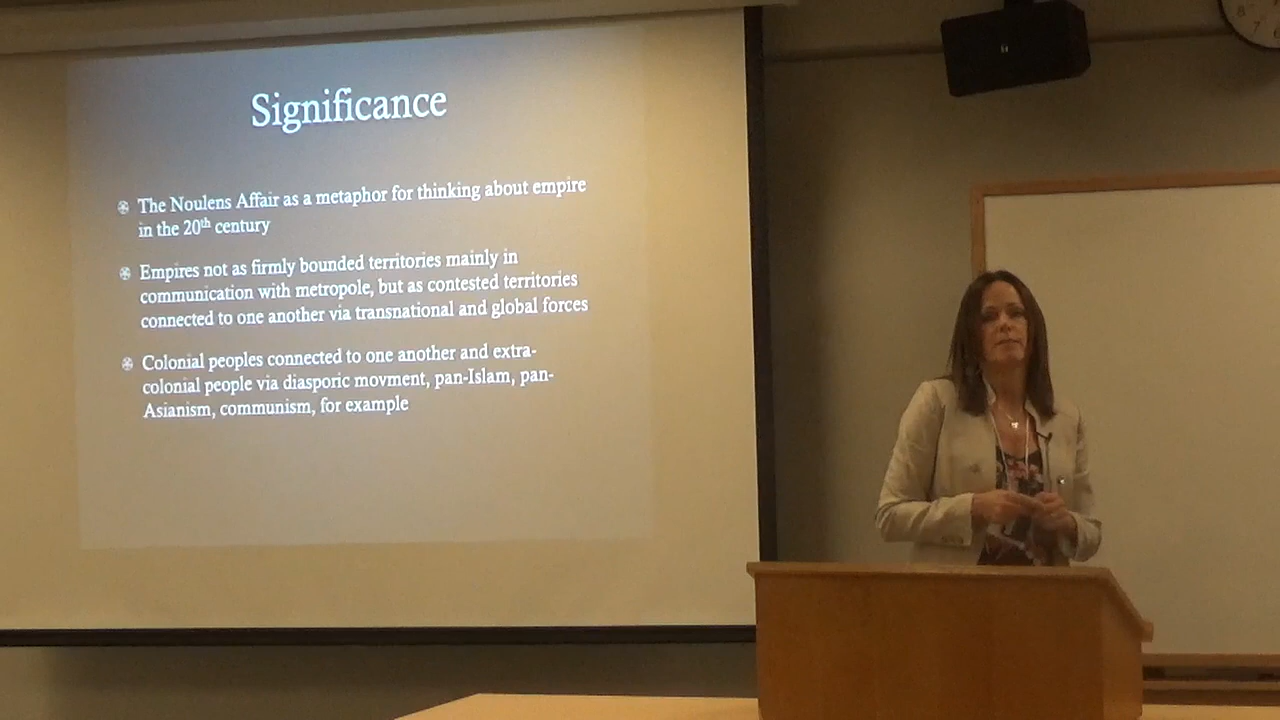 Significance
The Noulens Affair as a metaphor for thinking about empire
in the 20th century
Empires not as firmly bounded territories mainly in
communication with metropole, but as contested territories
connected to one another via transnational and global forces
Colonial peoples connected to one another and extra-
colonial people via diasporic movment, pan-Islam, pan-
Asianism, communism, for example
8
7
6